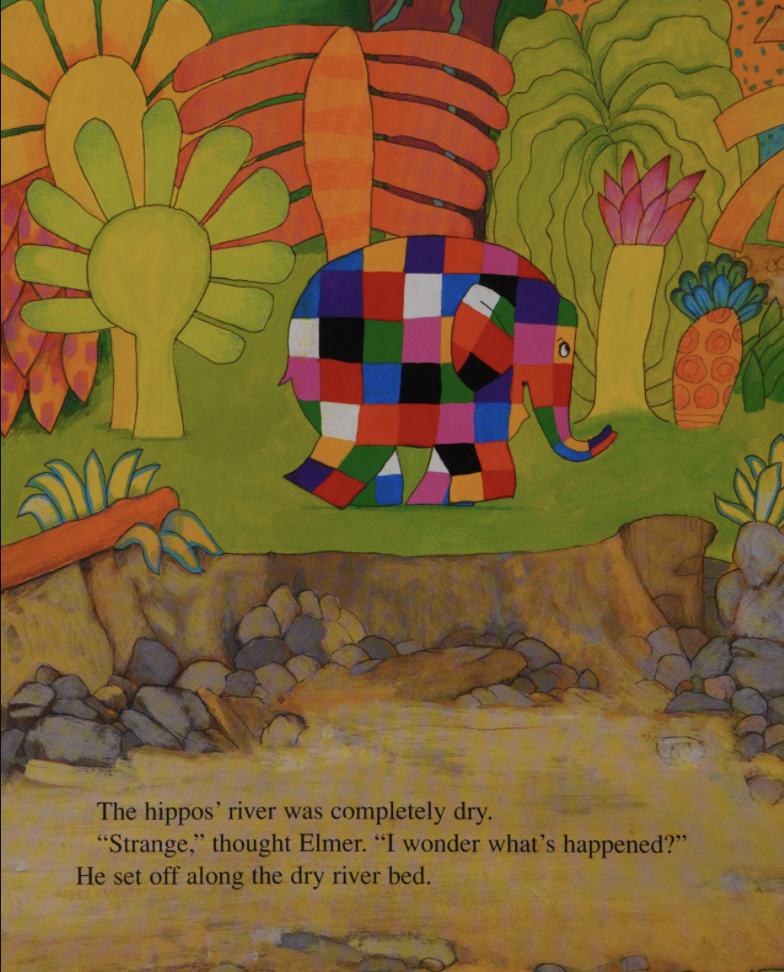 The hippos’ river was completely dry.
“Strange,” thought Elmer. “I wonder what’s happened?”
He set off along the dry river bed.